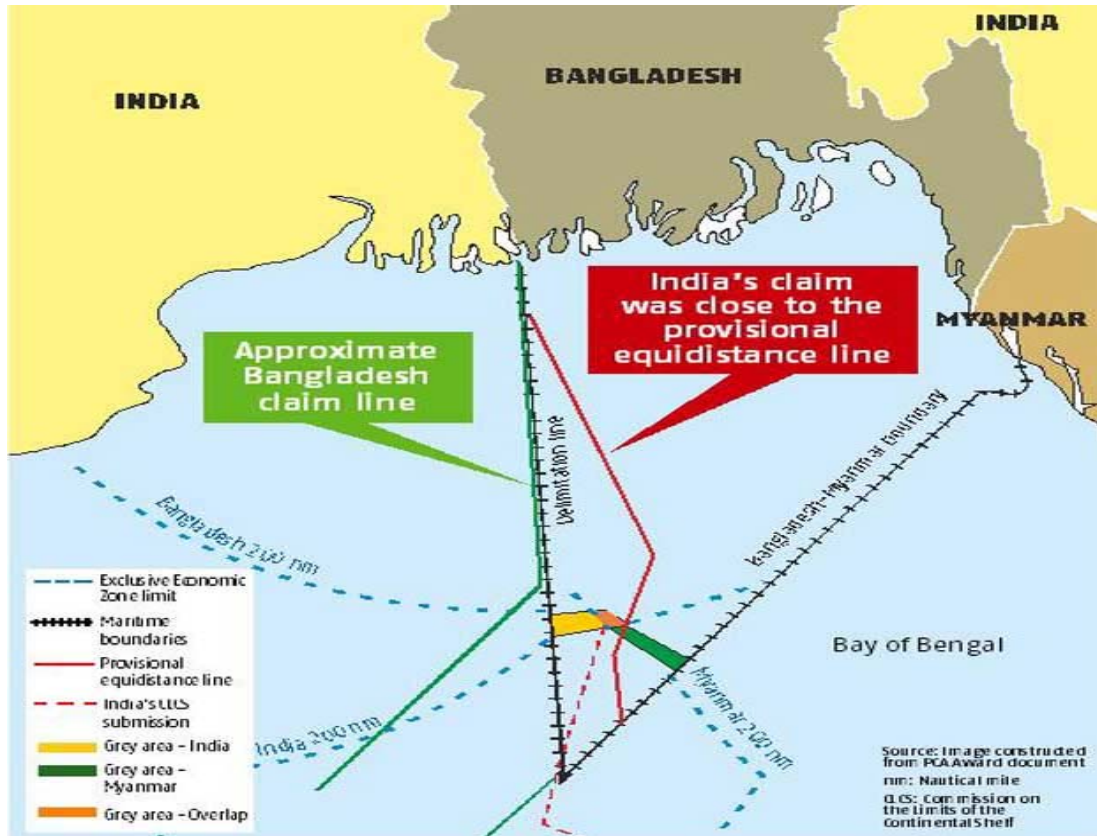 INDIA
BANGLADESH
INDIA
MYANMAR
India's claim
was close to the
provisional
equidistance line
Approximate
Bangladesh
claim line
Delimitation line
Bangladesh-Myanmar boundary
Bangladesh 200 nm
India 200 nm
Myanmar 200 nm
Bay of Bengal
Exclusive Economic
Zone limit
Maritime
boundaries
Provisional
equidistance line
India's CLCS
submission
Grey area - India
Grey area -
Myanmar
Grey area - Overlap
Source: Image constructed
from PCA Award document
nm: Nautical mile
CLCS: Commission on
the Limits of the
Continental Shelf